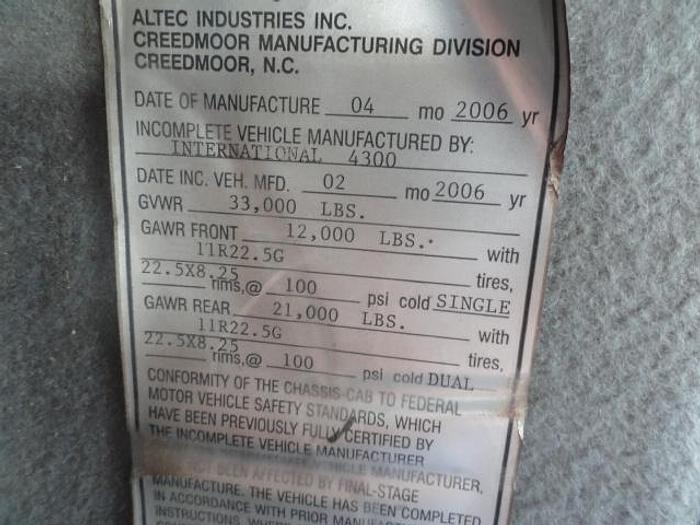 ALTEC INDUSTRIES INC.
CREEDMOOR MANUFACTURING DIVISION
CREEDMOOR, N.C.
DATE OF MANUFACTURE 04 mo 2006 yr
INCOMPLETE VEHICLE MANUFACTURED BY:
INTERNATIONAL 4300
DATE INC. VEH. MFD. 02 mo 2006 yr
GVWR 33,000 LBS.
GAWR FRONT 12,000 LBS. with
11R22.5G tires,
22.5X8.25 rims,@ 100 psi cold SINGLE
GAWR REAR 21,000 LBS. with
11R22.5G tires,
22.5X8.25 rims,@ 100 psi cold DUAL
CONFORMITY OF THE CHASSIS-CAB TO FEDERAL
MOTOR VEHICLE SAFETY STANDARDS, WHICH
HAVE BEEN PREVIOUSLY FULLY CERTIFIED BY
THE INCOMPLETE VEHICLE MANUFACTURER
VEHICLE MANUFACTURER,
NOT BEEN AFFECTED BY FINAL-STAGE
MANUFACTURE. THE VEHICLE HAS BEEN COMPLETED
IN ACCORDANCE WITH PRIOR
INSTRUCTIONS,